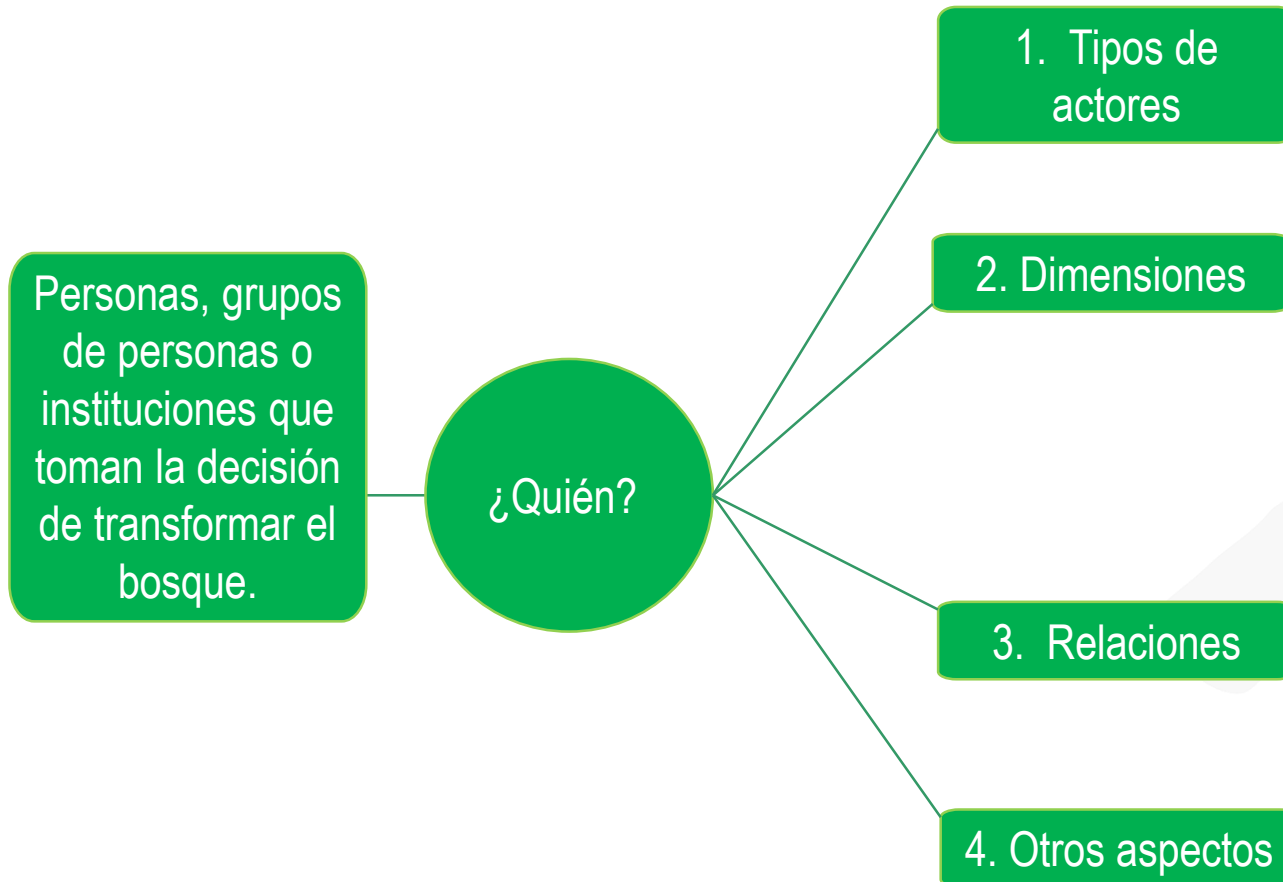 Personas, grupos
de personas o
instituciones que
toman la decisión
de transformar el
bosque.
¿Quién?
1. Tipos de
actores
2. Dimensiones
3. Relaciones
4. Otros aspectos